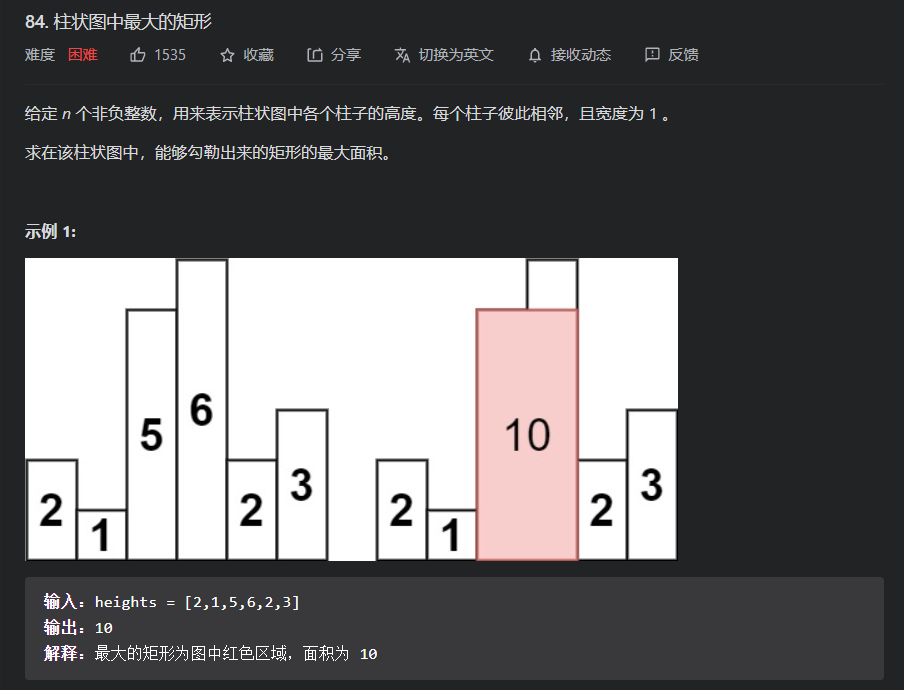 84. 柱状图中最大的矩形
难度 困难 1535 收藏 分享 切换为英文 接收动态 反馈
给定 n 个非负整数，用来表示柱状图中各个柱子的高度。每个柱子彼此相邻，且宽度为 1 。
求在该柱状图中，能够勾勒出来的矩形的最大面积。
示例 1:
2 1 5 6 2 3 2 1 10 2 3
输入：heights = [2,1,5,6,2,3]
输出：10
解释：最大的矩形为图中红色区域，面积为 10